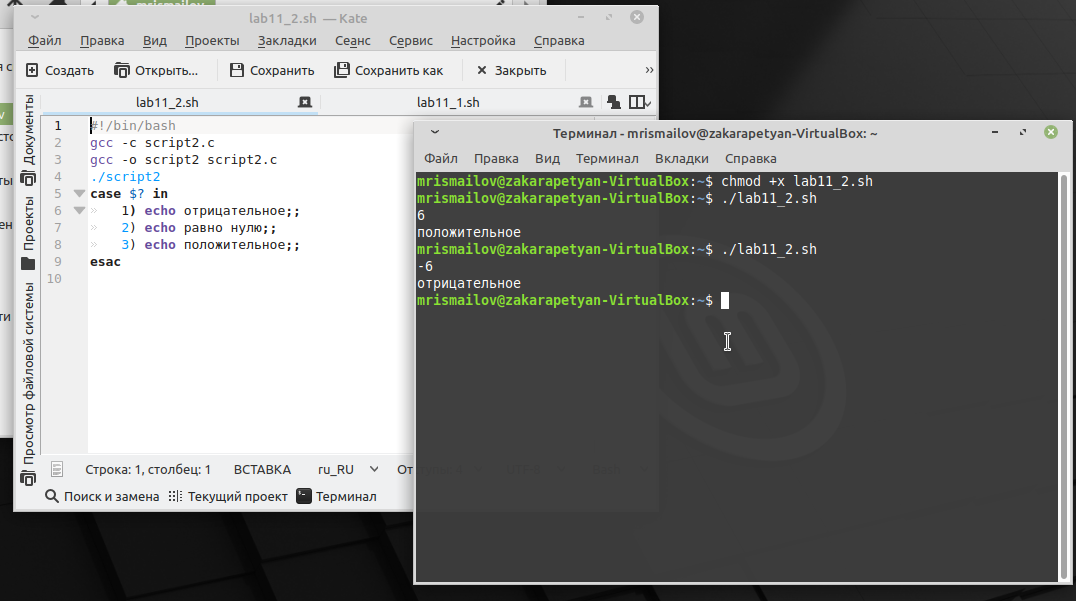 mrismailov
lab11_2.sh — Kate
Файл Правка Вид Проекты Закладки Сеанс Сервис Настройка Справка
Создать Открыть... Сохранить Сохранить как Закрыть »
lab11_2.sh lab11_1.sh
Документы
Проекты
Просмотр файловой системы
1 #!/bin/bash
2 gcc -c script2.c
3 gcc -o script2 script2.c
4 ./script2
5 case $? in
6 » 1) echo отрицательное;;
7 » 2) echo равно нулю;;
8 » 3) echo положительное;;
9 esac
10
Строка: 1, столбец: 1 ВСТАВКА ru_RU
Поиск и замена Текущий проект Терминал
Терминал - mrismailov@zakarapetyan-VirtualBox: ~
Файл Правка Вид Терминал Вкладки Справка
mrismailov@zakarapetyan-VirtualBox:~$ chmod +x lab11_2.sh
mrismailov@zakarapetyan-VirtualBox:~$ ./lab11_2.sh
6
положительное
mrismailov@zakarapetyan-VirtualBox:~$ ./lab11_2.sh
-6
отрицательное
mrismailov@zakarapetyan-VirtualBox:~$